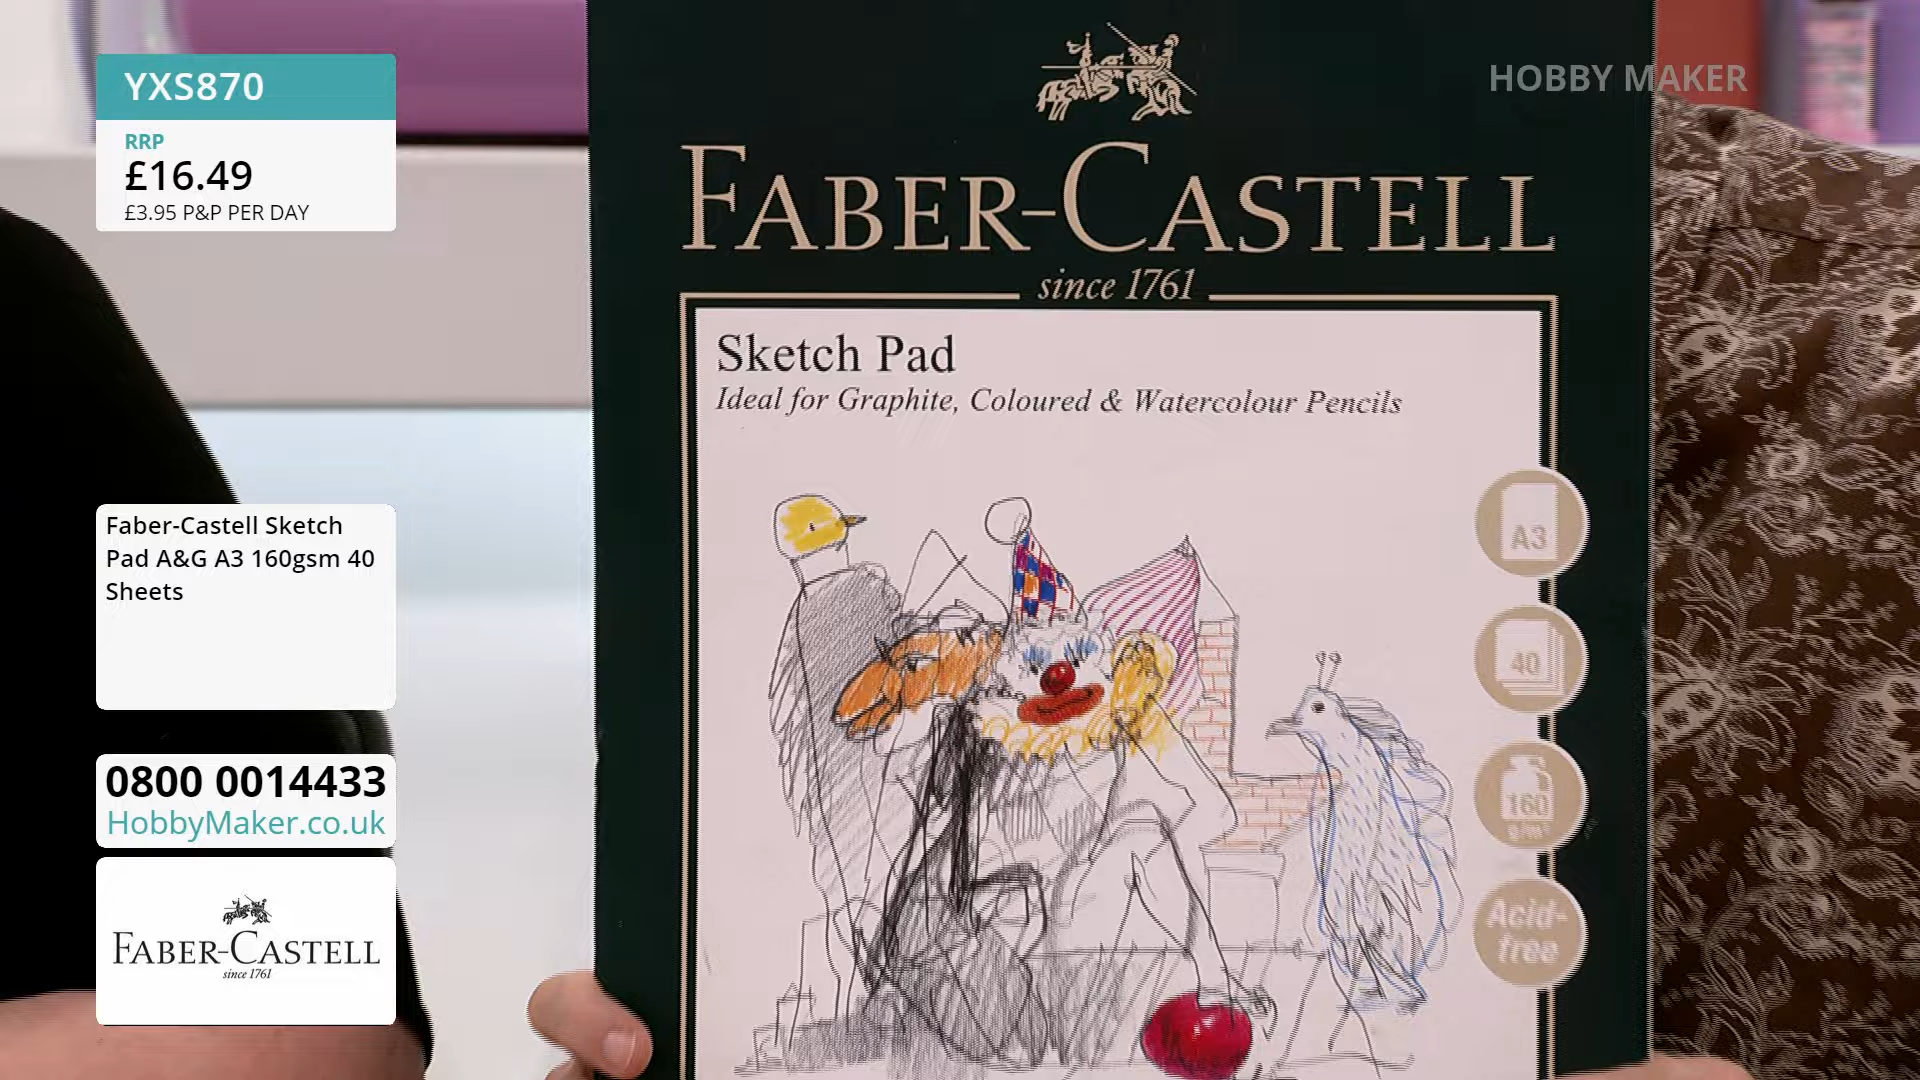 YXS870
RRP
£16.49
£3.95 P&P PER DAY
Faber-Castell Sketch
Pad A&G A3 160gsm 40
Sheets
0800 0014433
HobbyMaker.co.uk
FABER-CASTELL
since 1761
HOBBY MAKER
FABER-CASTELL
since 1761
Sketch Pad
Ideal for Graphite, Coloured & Watercolour Pencils
A3
40
160
g/m²
Acid-
free